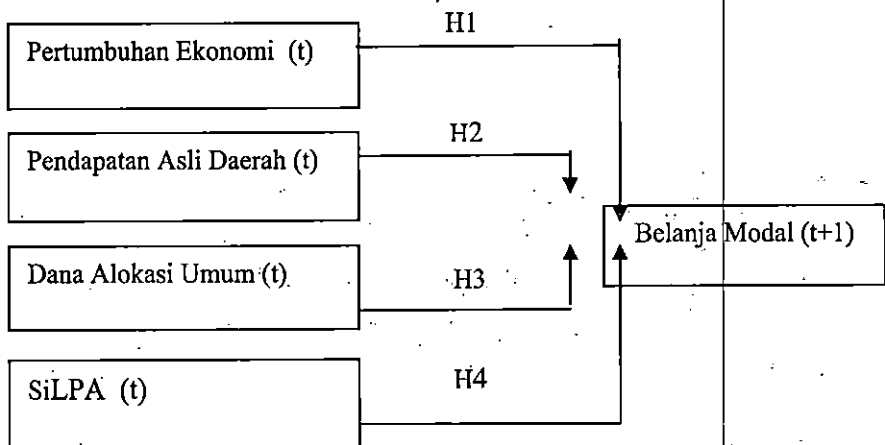 H1
Pertumbuhan Ekonomi (t)
H2
Pendapatan Asli Daerah (t)
Belanja Modal (t+1)
Dana Alokasi Umum (t)
H3
H4
SiLPA (t)